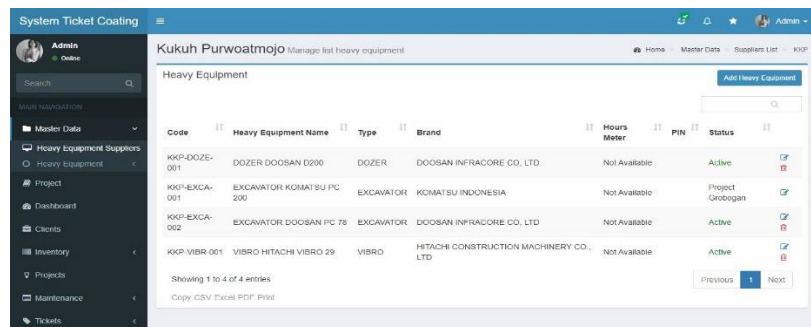 System Ticket Coating
Admin
Admin
Online
Search
MAIN NAVIGATION
Master Data
Heavy Equipment Suppliers
Heavy Equipment
Project
Dashboard
Clients
Inventory
Projects
Maintenance
Tickets
Kukuh Purwoatmojo Manage list heavy equipment
Home Master Data Suppliers List KKP
Heavy Equipment
Add Heavy Equipment
Code Heavy Equipment Name Type Brand Hours Meter PIN Status
KKP-DOZE-001 DOZER DOOSAN D200 DOZER DOOSAN INFRACORE CO, LTD Not Available Active
KKP-EXCA-001 EXCAVATOR KOMATSU PC 200 EXCAVATOR KOMATSU INDONESIA Not Available Project Grobogan
KKP-EXCA-002 EXCAVATOR DOOSAN PC 78 EXCAVATOR DOOSAN INFRACORE CO, LTD Not Available Active
KKP-VIBR-001 VIBRO HITACHI VIBRO 29 VIBRO HITACHI CONSTRUCTION MACHINERY CO., LTD Not Available Active
Showing 1 to 4 of 4 entries
Previous 1 Next
Copy CSV Excel PDF Print